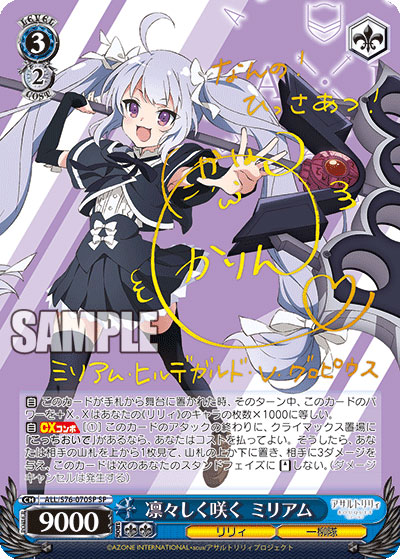 LEVEL
3
2
COST
なんの!
ひっさあつ!
かりん
SAMPLE
ミリアム・ヒルデガルド・v・グロピウス
自 このカードが手札から舞台に置かれた時、そのターン中、このカードのパ
ワーを+X。Xはあなたの《リリィ》のキャラの枚数×1000に等しい。
自 CXコンボ [(1)] このカードのアタックの終わりに、クライマックス置場に
「こっちおいで」があるなら、あなたはコストを払ってよい。そうしたら、あな
たは相手の山札を上から1枚見て、山札の上か下に置き、相手に3ダメージを
与え、このカードは次のあなたのスタンドフェイズに【スタンド】しない。(ダメージ
キャンセルは発生する)
CH ALL/S76-070SP SP
凛々しく咲く ミリアム
アサルトリリィ
9000
リリィ
一柳隊
©AZONE INTERNATIONAL・acus/アサルトリリィプロジェクト